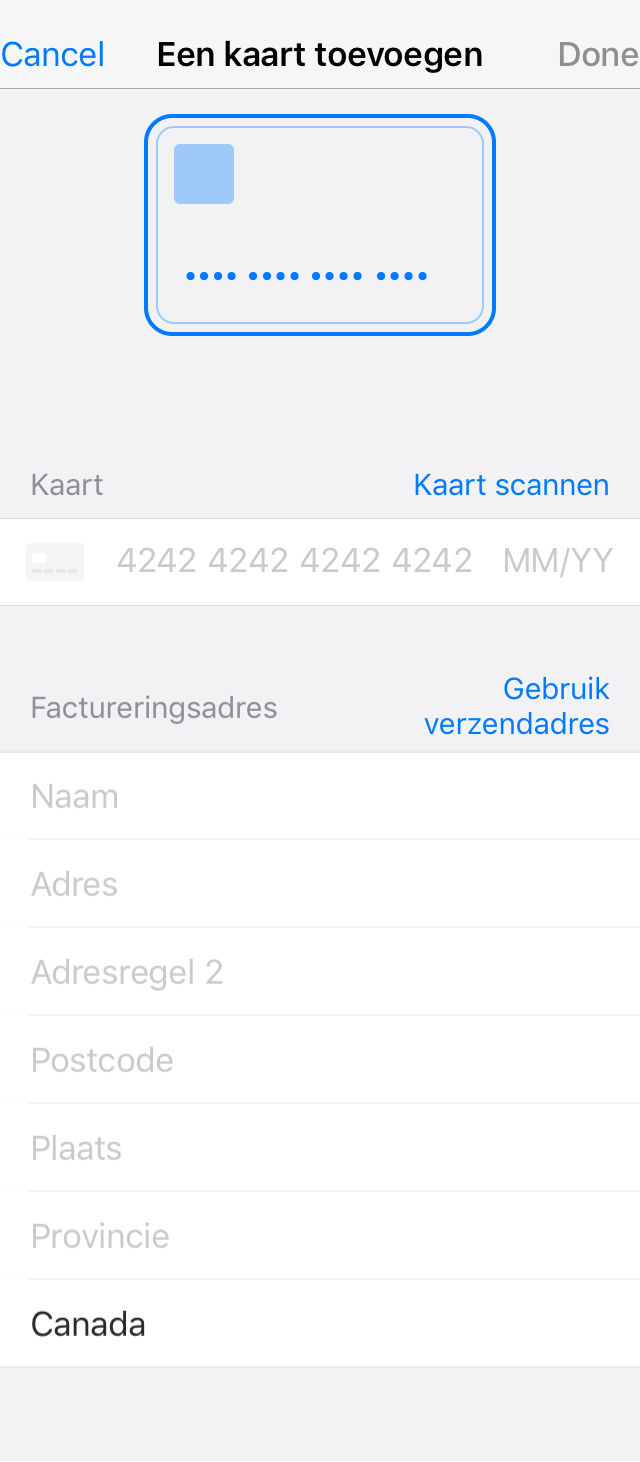 Cancel Een kaart toevoegen Done
•••• •••• •••• ••••
Kaart Kaart scannen
4242 4242 4242 4242 MM/YY
Factureringsadres Gebruik
verzendadres
Naam
Adres
Adresregel 2
Postcode
Plaats
Provincie
Canada